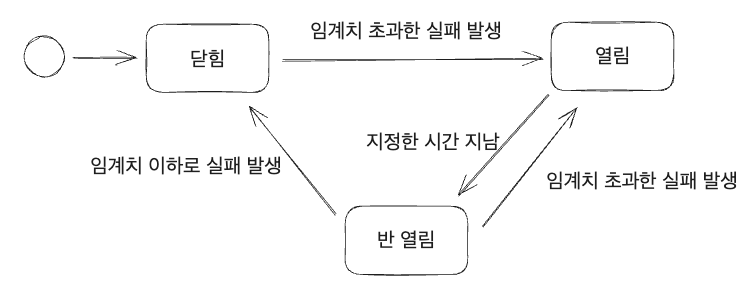 임계치 초과한 실패 발생
닫힘
열림
지정한 시간 지남
임계치 이하로 실패 발생
임계치 초과한 실패 발생
반 열림